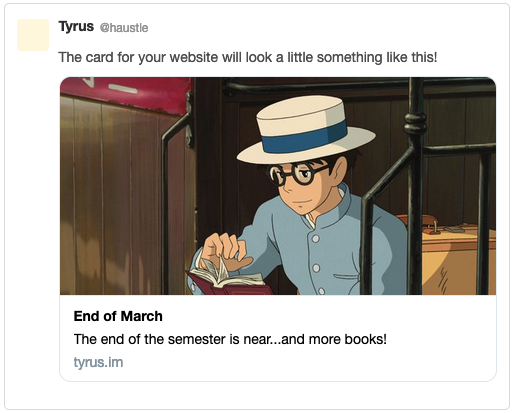 Tyrus @haustle
The card for your website will look a little something like this!
End of March
The end of the semester is near...and more books!
tyrus.im